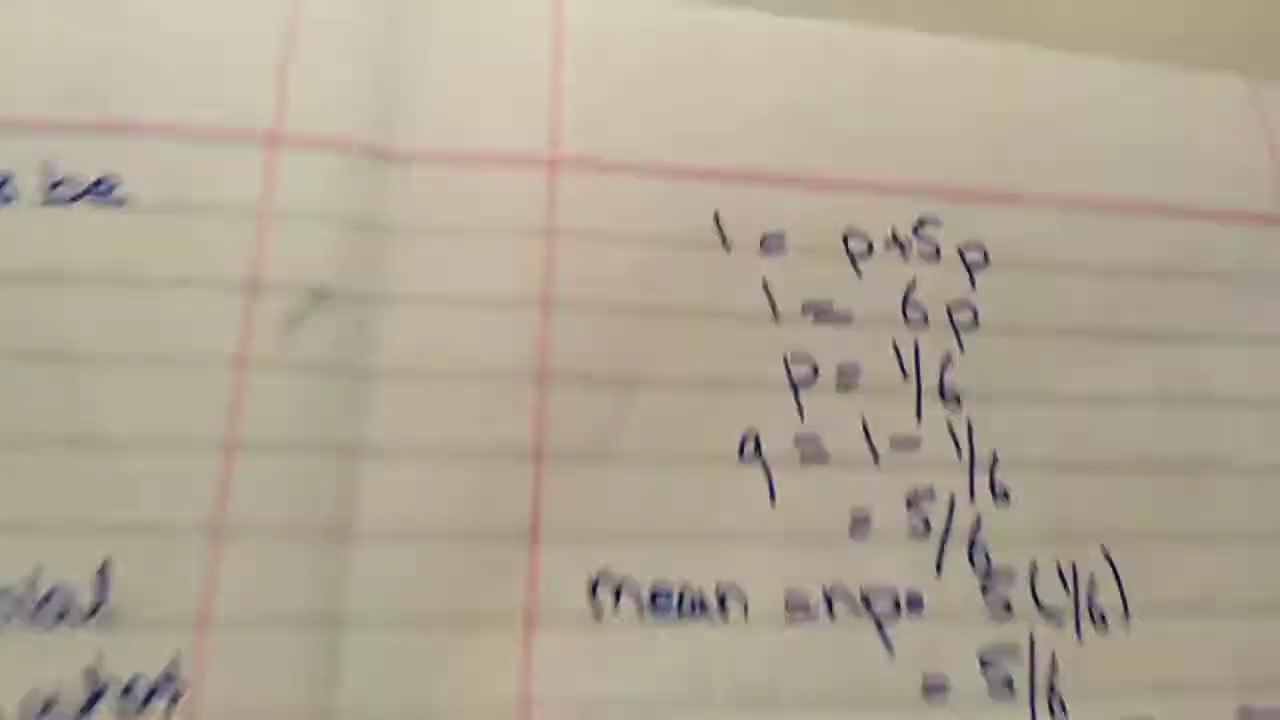 1 = p+5p
1 = 6p
p = 1/6
q = 1 - 1/6
= 5/6
mean = np = 5(1/6)
= 5/6